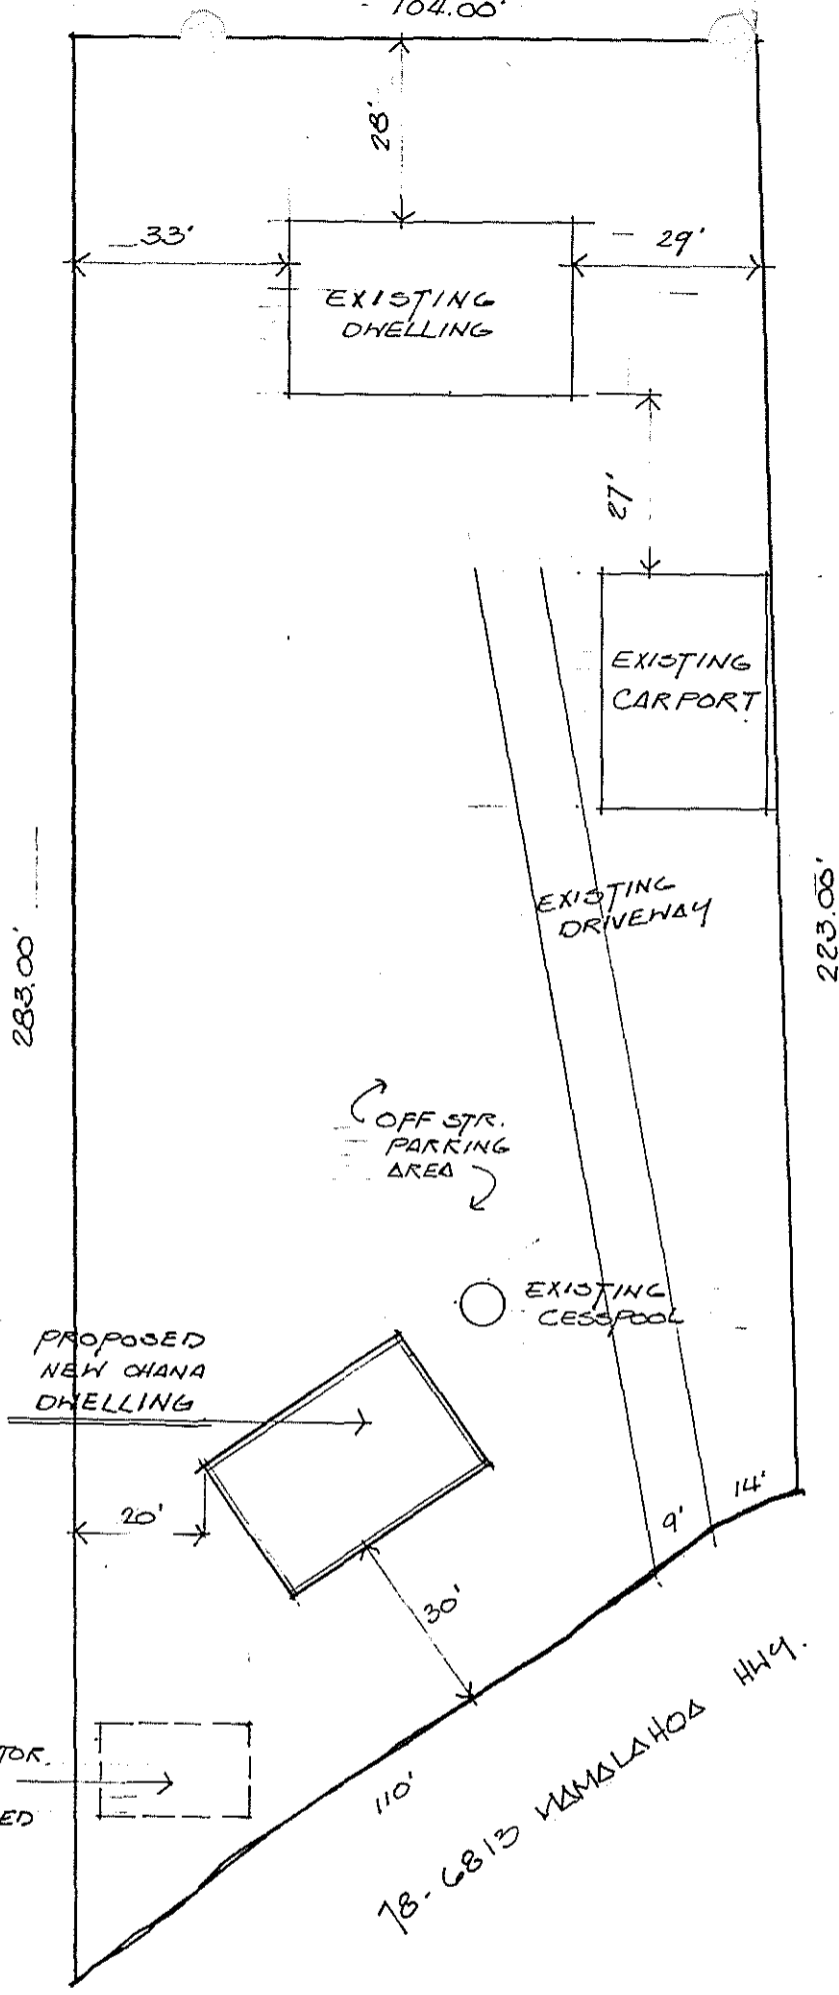 104.00'
28'
33'
29'
EXISTING
DWELLING
27'
EXISTING
CARPORT
283.00'
223.00'
EXISTING
DRIVEWAY
OFF STR.
PARKING
AREA
EXISTING
CESSPOOL
PROPOSED
NEW OHANA
DWELLING
20'
14'
9'
30'
110'
78-6813 MAMALAHOA HWY.